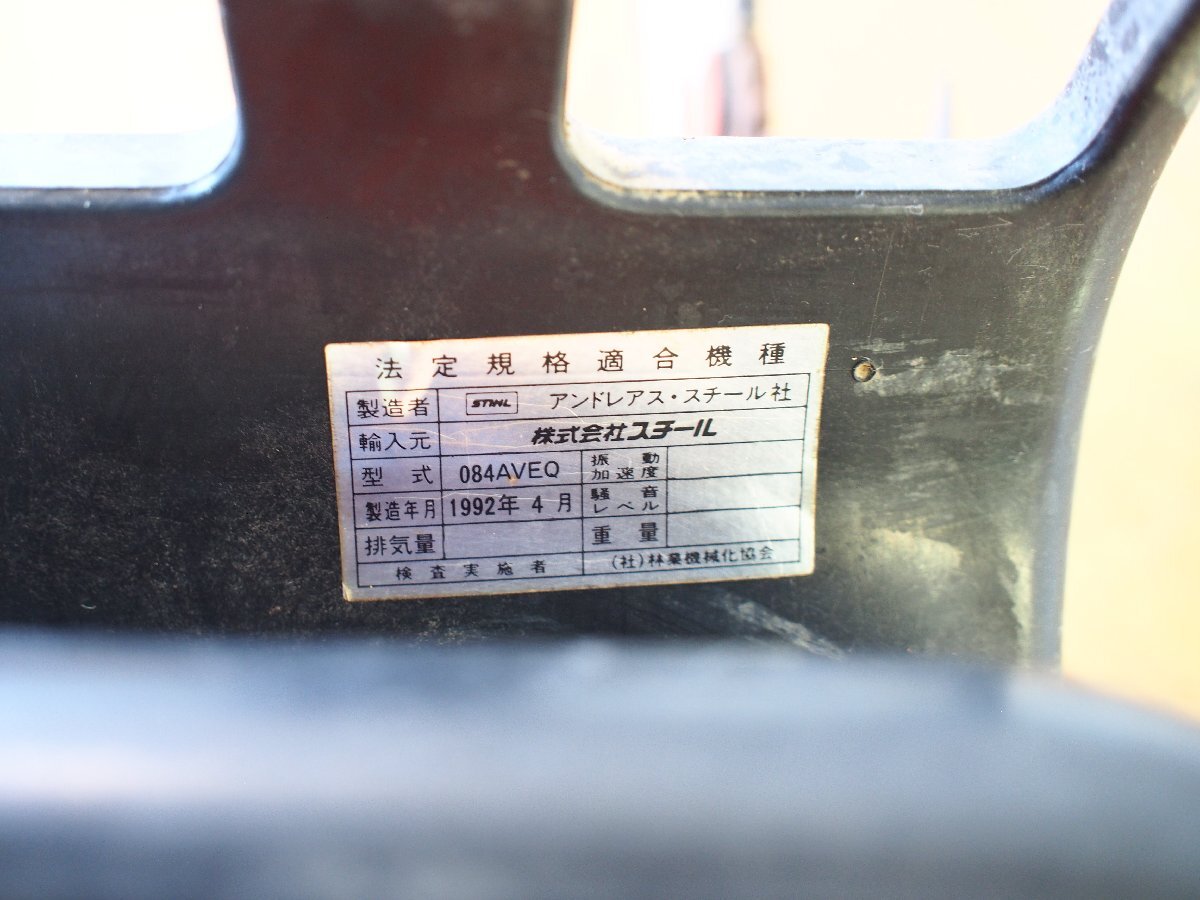 法定規格適合機種
製造者 STIHL アンドレアス・スチール社
輸入元 株式会社スチール
型式 084AVEQ 振動加速度
製造年月 1992年4月 騒音レベル
排気量 重量
検査実施者 (社)林業機械化協会